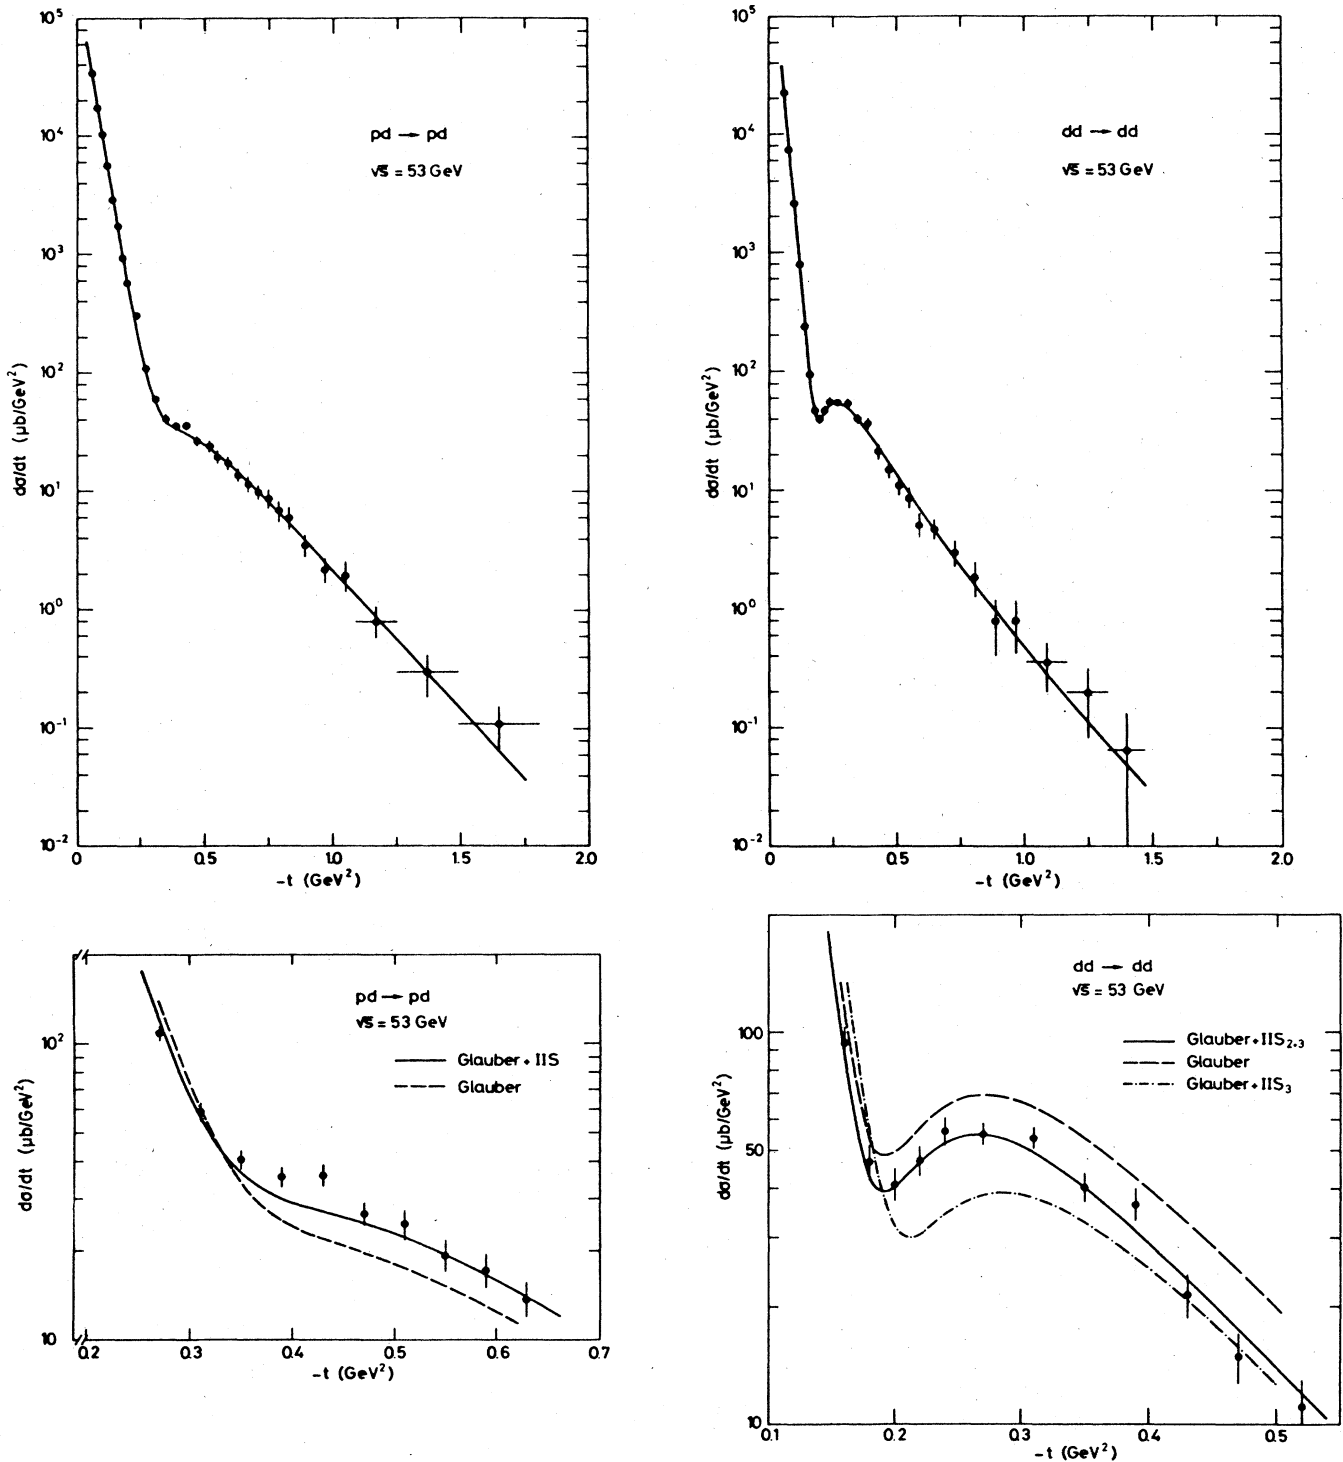 10⁵
10⁴
10³
10²
10¹
10⁰
10⁻¹
10⁻²
dσ/dt (μb/GeV²)
pd → pd
√s = 53 GeV
0 0.5 1.0 1.5 2.0
-t (GeV²)
10⁵
10⁴
10³
10²
10¹
10⁰
10⁻¹
10⁻²
dσ/dt (μb/GeV²)
dd → dd
√s = 53 GeV
0 0.5 1.0 1.5 2.0
-t (GeV²)
10²
10
dσ/dt (μb/GeV²)
pd → pd
√s = 53 GeV
Glauber + IIS
Glauber
0.2 0.3 0.4 0.5 0.6 0.7
-t (GeV²)
100
50
10
dσ/dt (μb/GeV²)
dd → dd
√s = 53 GeV
Glauber + IIS₂.₃
Glauber
Glauber + IIS₃
0.1 0.2 0.3 0.4 0.5
-t (GeV²)